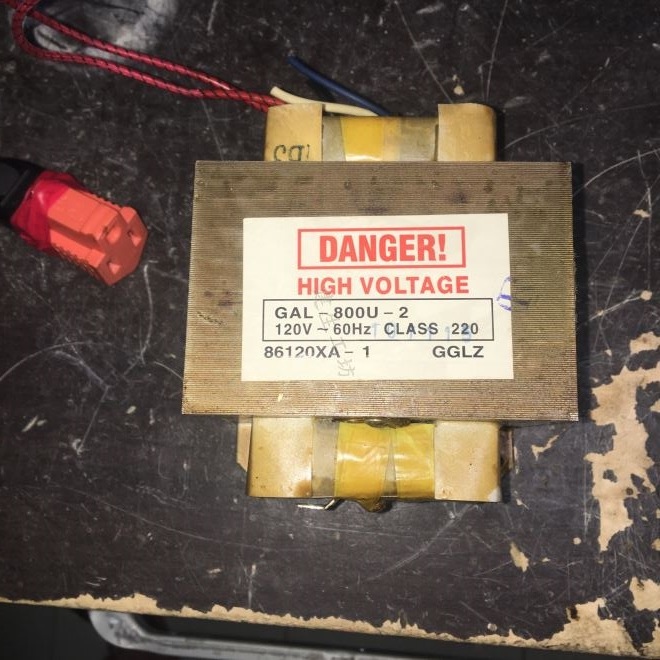 DANGER!
HIGH VOLTAGE
GAL - 800U - 2
120V ~ 60Hz CLASS 220
86120XA - 1 GGLZ